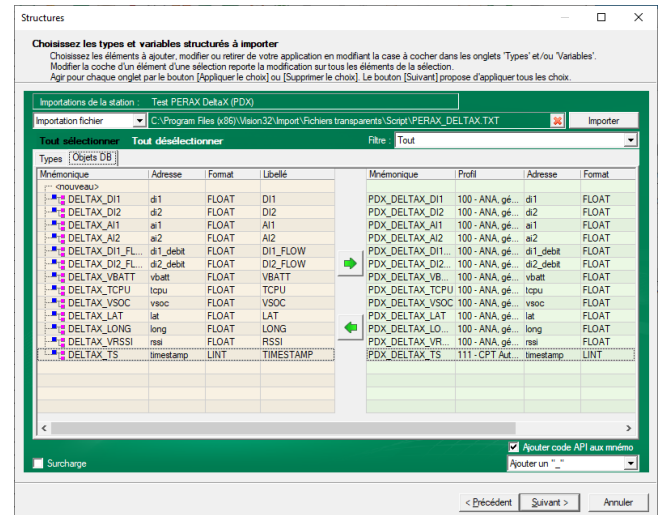 Structures
Choisissez les types et variables structurés à importer
Choisissez les éléments à ajouter, modifier ou retirer de votre application en modifiant la case à cocher dans les onglets 'Types' et/ou 'Variables'.
Modifier la coche d'un élément d'une sélection reporte la modification sur tous les éléments de la sélection.
Agir pour chaque onglet par le bouton [Appliquer le choix] ou [Supprimer le choix]. Le bouton [Suivant] propose d'appliquer tous les choix.
Importations de la station : Test PERAX DeltaX (PDX)
Importation fichier C:\Program Files (x86)\Vision32\Import\Fichiers transparents\Script\PERAX_DELTAX.TXT Importer
Tout sélectionner Tout désélectionner Filtre : Tout
Types Objets DB
Mnémonique Adresse Format Libellé Mnémonique Profil Adresse Format
<nouveau>
DELTAX_DI1 di1 FLOAT DI1 PDX_DELTAX_DI1 100 - ANA, gé... di1 FLOAT
DELTAX_DI2 di2 FLOAT DI2 PDX_DELTAX_DI2 100 - ANA, gé... di2 FLOAT
DELTAX_AI1 ai1 FLOAT AI1 PDX_DELTAX_AI1 100 - ANA, gé... ai1 FLOAT
DELTAX_AI2 ai2 FLOAT AI2 PDX_DELTAX_AI2 100 - ANA, gé... ai2 FLOAT
DELTAX_DI1_FL... di1_debit FLOAT DI1_FLOW PDX_DELTAX_DI1... 100 - ANA, gé... di1_debit FLOAT
DELTAX_DI2_FL... di2_debit FLOAT DI2_FLOW PDX_DELTAX_DI2... 100 - ANA, gé... di2_debit FLOAT
DELTAX_VBATT vbatt FLOAT VBATT PDX_DELTAX_VB... 100 - ANA, gé... vbatt FLOAT
DELTAX_TCPU tcpu FLOAT TCPU PDX_DELTAX_TCPU 100 - ANA, gé... tcpu FLOAT
DELTAX_VSOC vsoc FLOAT VSOC PDX_DELTAX_VSOC 100 - ANA, gé... vsoc FLOAT
DELTAX_LAT lat FLOAT LAT PDX_DELTAX_LAT 100 - ANA, gé... lat FLOAT
DELTAX_LONG long FLOAT LONG PDX_DELTAX_LO... 100 - ANA, gé... long FLOAT
DELTAX_VRSSI rssi FLOAT RSSI PDX_DELTAX_VR... 100 - ANA, gé... rssi FLOAT
DELTAX_TS timestamp LINT TIMESTAMP PDX_DELTAX_TS 111 - CPT Aut... timestamp LINT
Ajouter code API aux mnémo
Surcharge Ajouter un "_"
< Précédent Suivant > Annuler